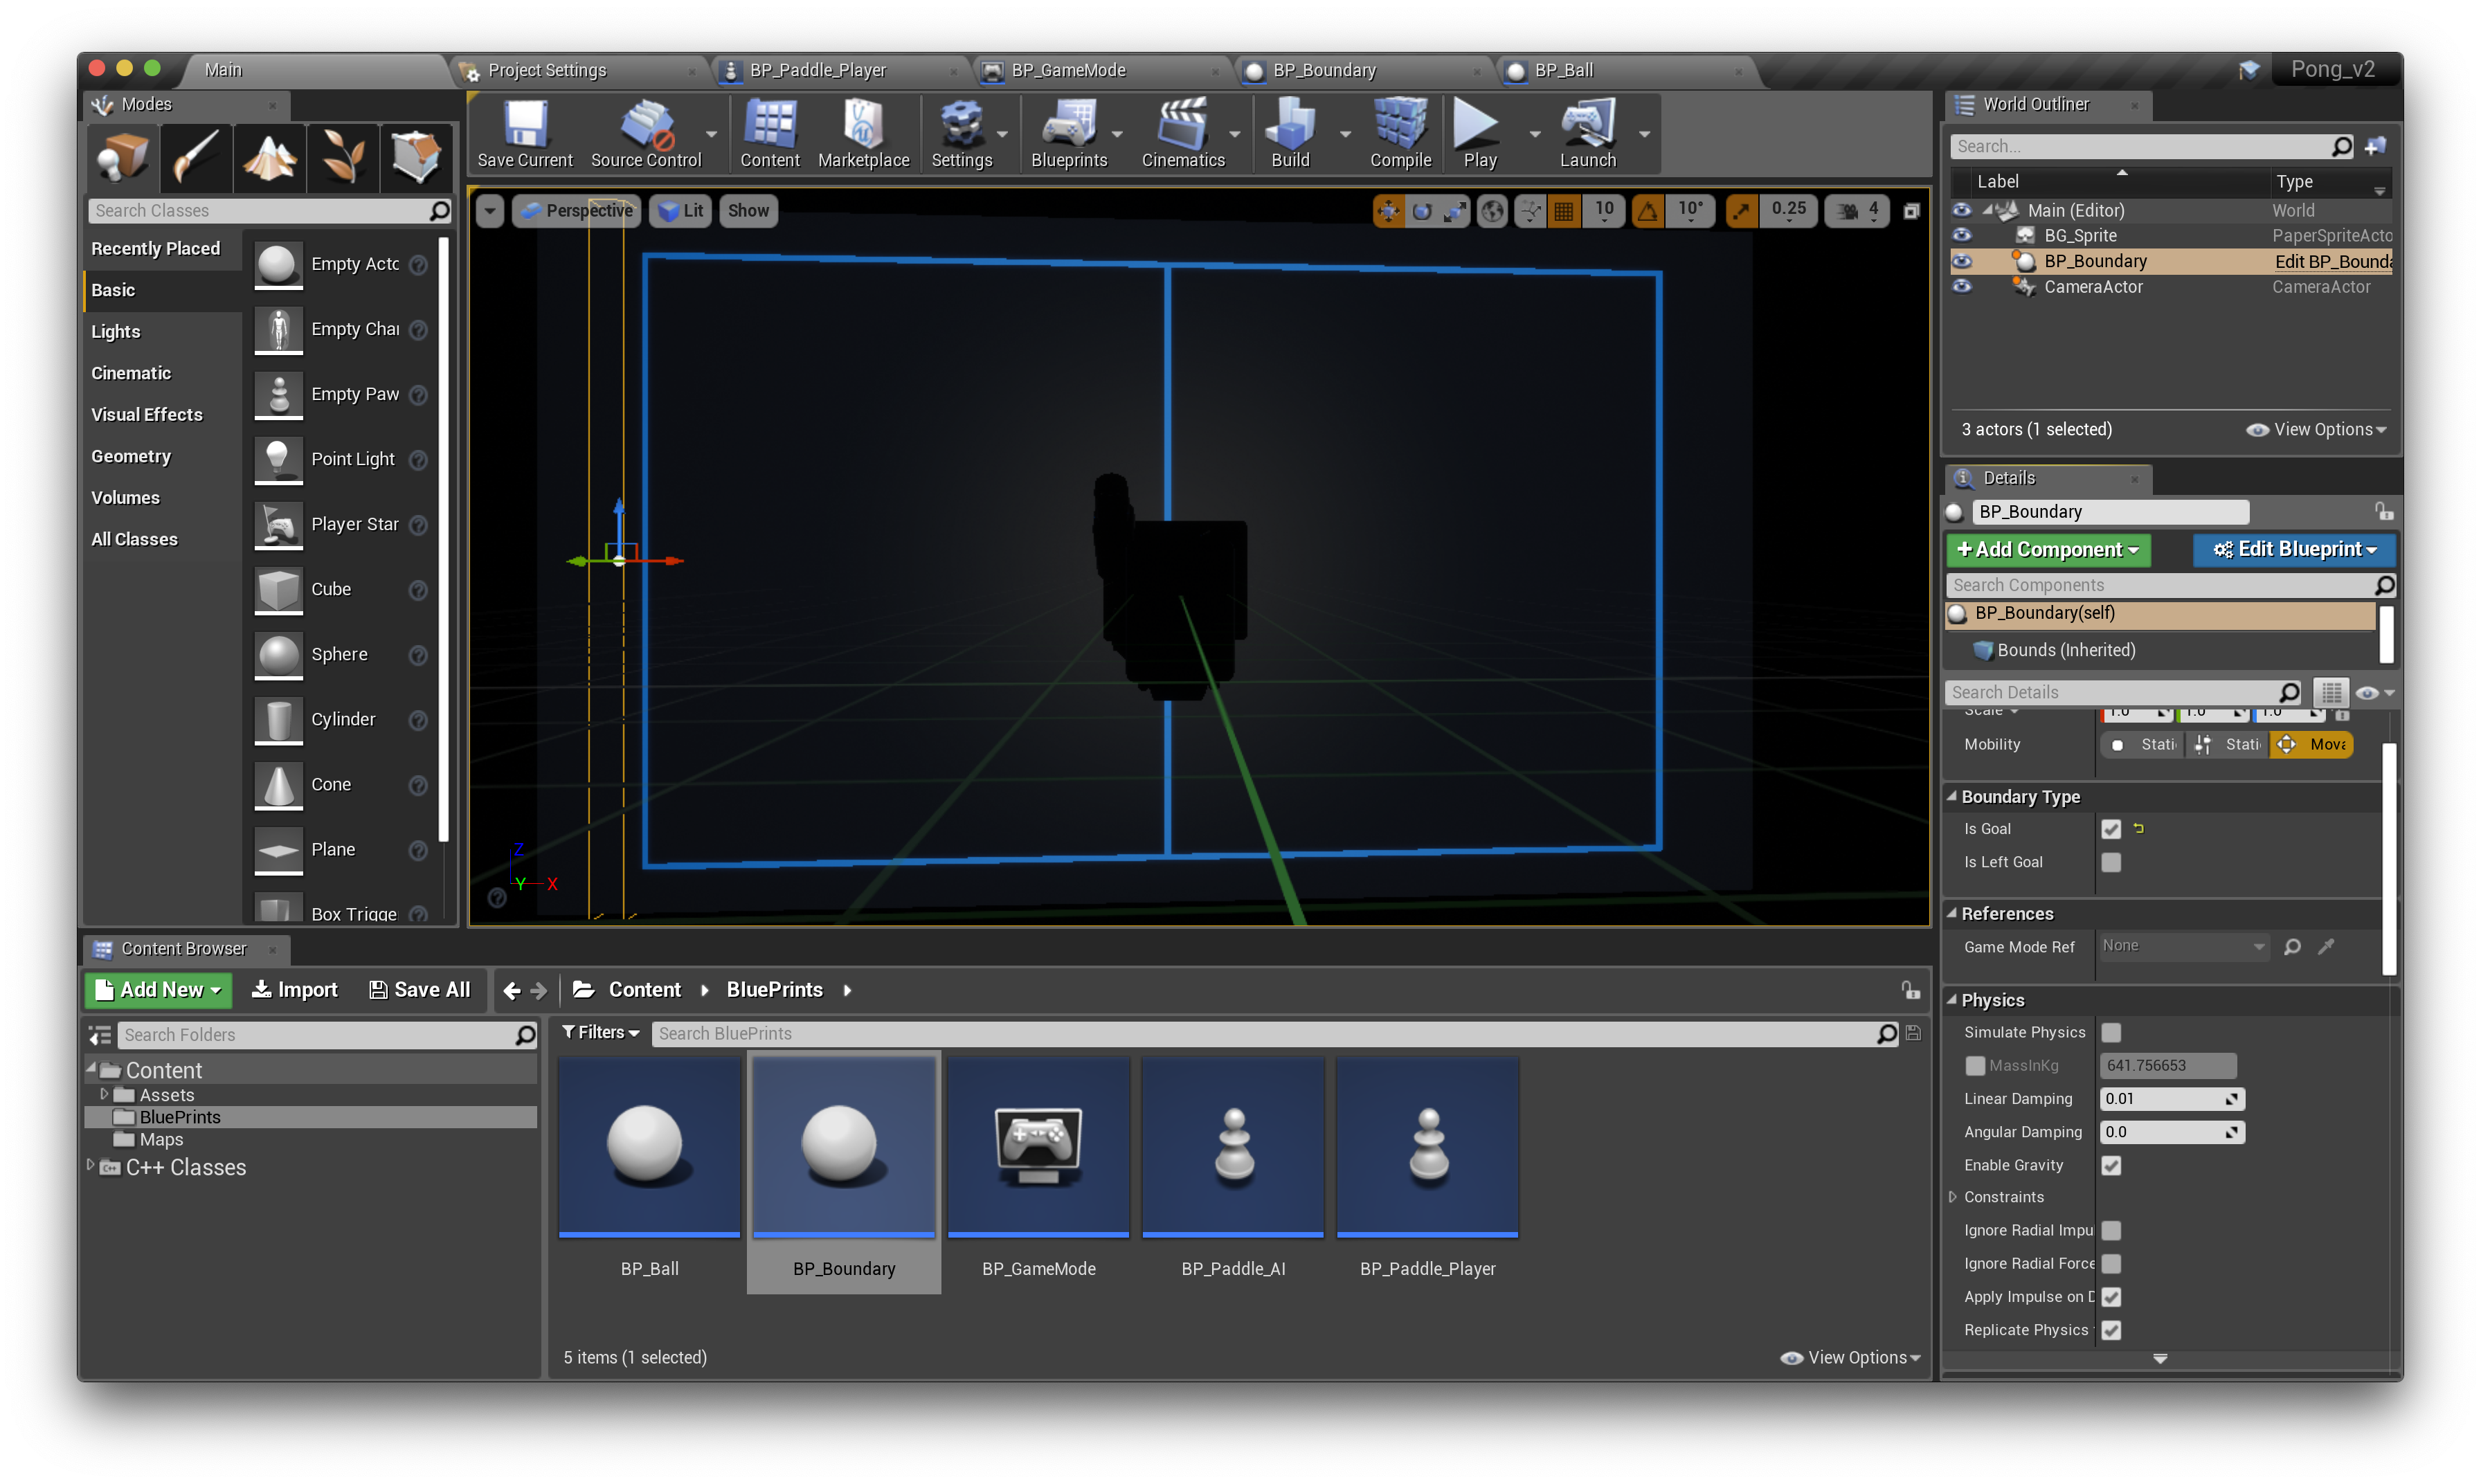 Main
Project Settings
BP_Paddle_Player
BP_GameMode
BP_Boundary
BP_Ball
Pong_v2
Modes
Search Classes
Recently Placed
Basic
Lights
Cinematic
Visual Effects
Geometry
Volumes
All Classes
Empty Actc
Empty Chai
Empty Paw
Point Light
Player Star
Cube
Sphere
Cylinder
Cone
Plane
Box Trigge
Save Current
Source Control
Content
Marketplace
Settings
Blueprints
Cinematics
Build
Compile
Play
Launch
Perspective
Lit
Show
10
10°
0.25
4
Z
Y
X
World Outliner
Search...
Label
Type
Main (Editor)
World
BG_Sprite
PaperSpriteActo
BP_Boundary
Edit BP_Bounda
CameraActor
CameraActor
3 actors (1 selected)
View Options
Details
BP_Boundary
+Add Component
Edit Blueprint
Search Components
BP_Boundary(self)
Bounds (Inherited)
Search Details
Scale
1.0
1.0
1.0
Mobility
Stati
Stati
Mova
Boundary Type
Is Goal
Is Left Goal
References
Game Mode Ref
None
Physics
Simulate Physics
MassInKg
641.756653
Linear Damping
0.01
Angular Damping
0.0
Enable Gravity
Constraints
Ignore Radial Impu
Ignore Radial Force
Apply Impulse on D
Replicate Physics
Content Browser
Add New
Import
Save All
Content
BluePrints
Search Folders
Content
Assets
BluePrints
Maps
C++ Classes
Filters
Search BluePrints
BP_Ball
BP_Boundary
BP_GameMode
BP_Paddle_AI
BP_Paddle_Player
5 items (1 selected)
View Options